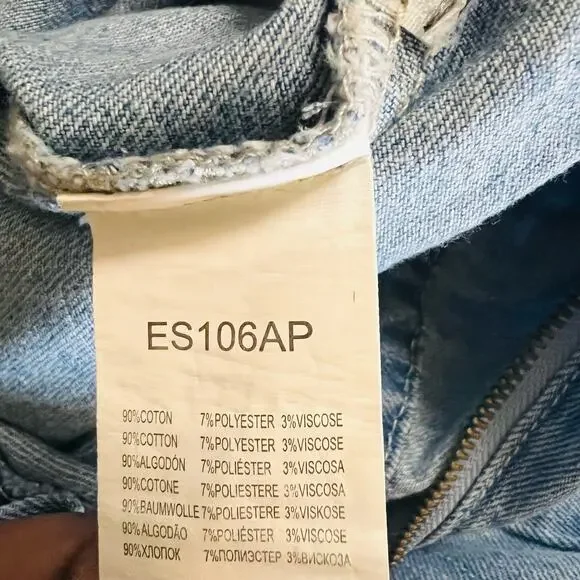 ES106AP
90%COTON 7%POLYESTER 3%VISCOSE
90%COTTON 7%POLYESTER 3%VISCOSE
90%ALGODÓN 7%POLIÉSTER 3%VISCOSA
90%COTONE 7%POLIESTERE 3%VISCOSA
90%BAUMWOLLE 7%POLIESTERE 3%VISKOSE
90%ALGODÃO 7%POLIÉSTER 3%VISCOSE
90%ХЛОПОК 7%ПОЛИЭСТЕР 3%ВИСКОЗА